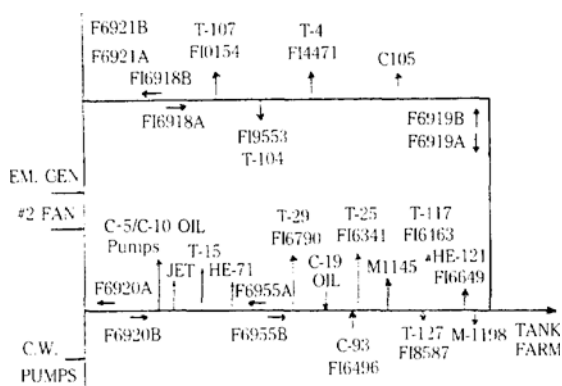 F6921B
F6921A
T-107
FI0154
T-4
FI4471
C105
FI6918B
FI6918A
FI9553
T-104
F6919B
F6919A
EM. GEN
#2 FAN
C-5/C-10 OIL
Pumps
JET
T-15
HE-71
T-29
FI6790
C-19
OIL
T-25
FI6341
M1145
T-117
FI6163
HE-121
FI6649
F6920A
F6955A
F6920B
F6955B
C-93
FI6496
T-127
FI8587
M-1198
TANK
FARM
C.W.
PUMPS